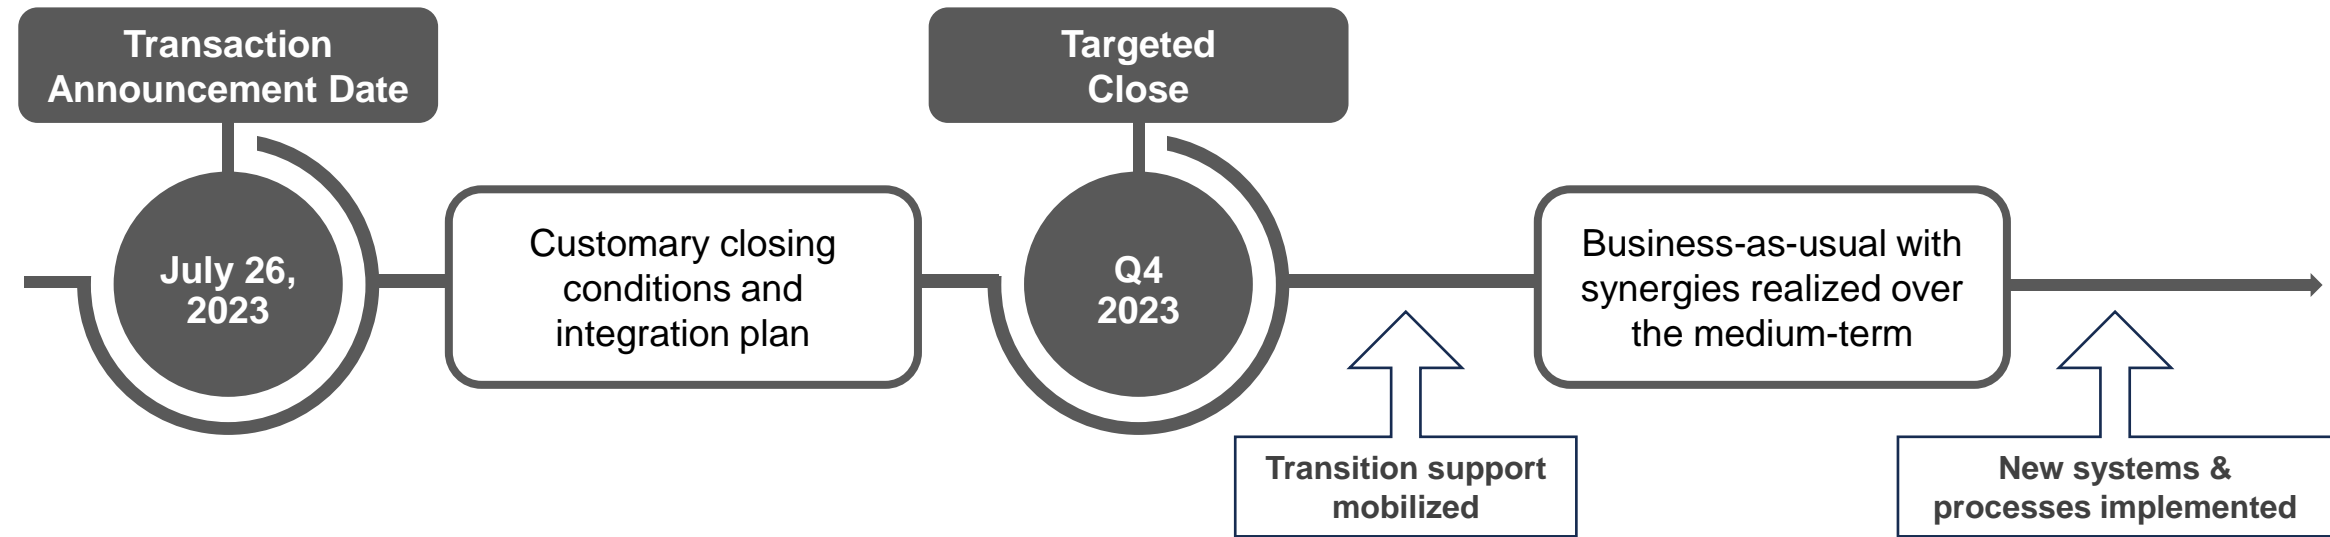 Transaction
Announcement Date
July 26,
2023
Customary closing
conditions and
integration plan
Targeted
Close
Q4
2023
Transition support
mobilized
Business-as-usual with
synergies realized over
the medium-term
New systems &
processes implemented